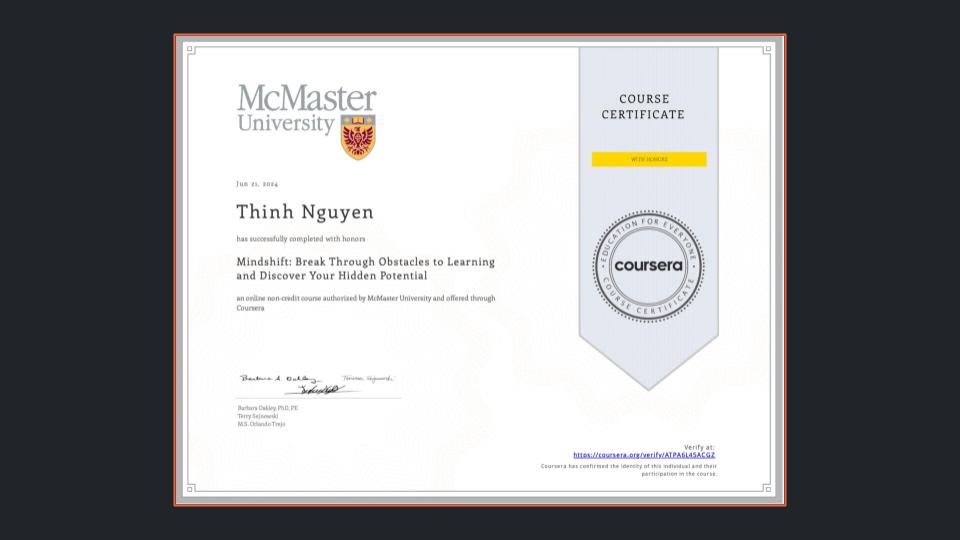 McMaster
University
COURSE
CERTIFICATE
WITH HONORS
Jun 21, 2024
Thinh Nguyen
has successfully completed with honors
Mindshift: Break Through Obstacles to Learning
and Discover Your Hidden Potential
an online non-credit course authorized by McMaster University and offered through
Coursera
EDUCATION FOR EVERYONE
coursera
COURSE CERTIFICATE
Barbara A. Oakley
Terrence Sejnowski
Barbara Oakley, PhD, PE
Terry Sejnowski
M.S. Orlando Trejo
Verify at:
https://coursera.org/verify/ATPA6L4SACGZ
Coursera has confirmed the identity of this individual and their
participation in the course.